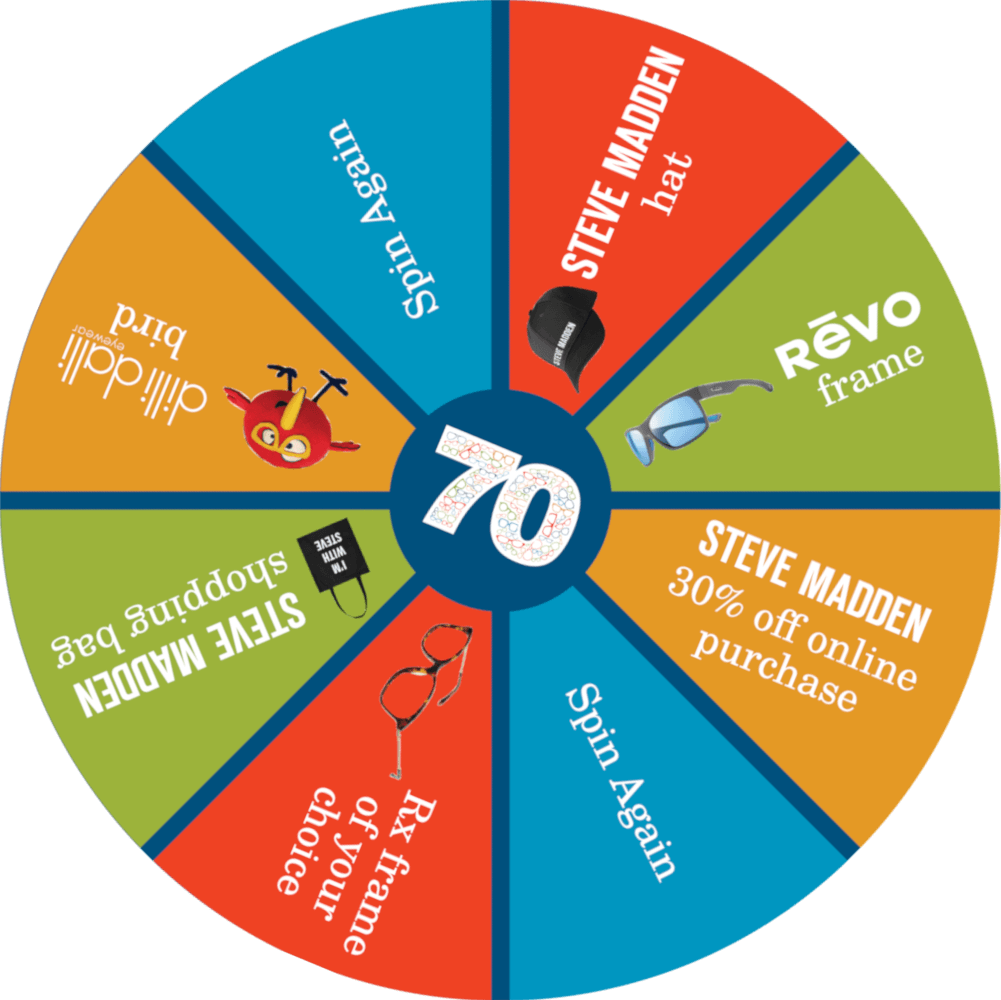 STEVE MADDEN
hat
STEVE MADDEN
RēVO
frame
STEVE MADDEN
30% off online
purchase
Spin Again
Rx frame
of your
choice
STEVE MADDEN
shopping bag
I'M
WITH
STEVE
dilli dalli
eyewear
bird
Spin Again
70